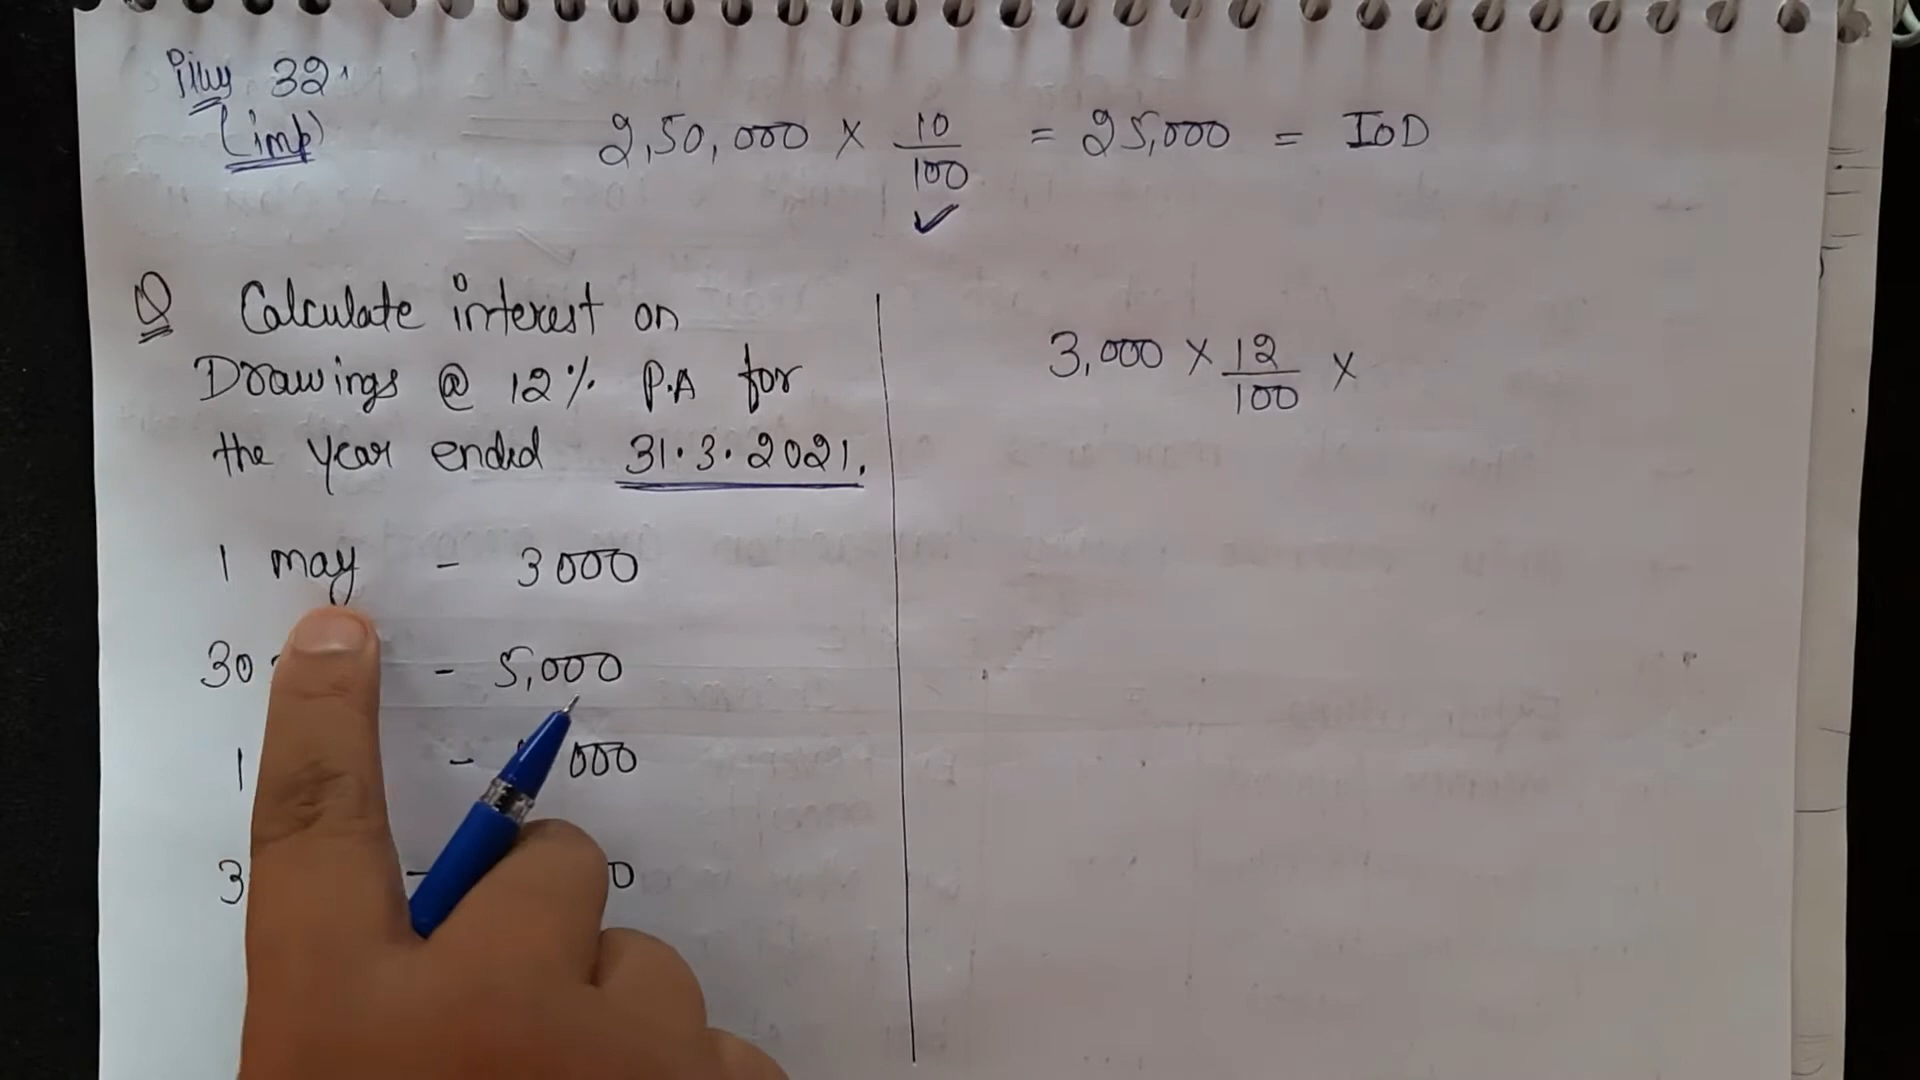 32
(imp)
2,50,000 × 10/100 = 25,000 = IOD
Q Calculate interest on
Drawings @ 12% P.A for
the year ended 31.3.2021.
1 may - 3000
30 - 5,000
1 - 000
3 - 0
3,000 × 12/100 ×